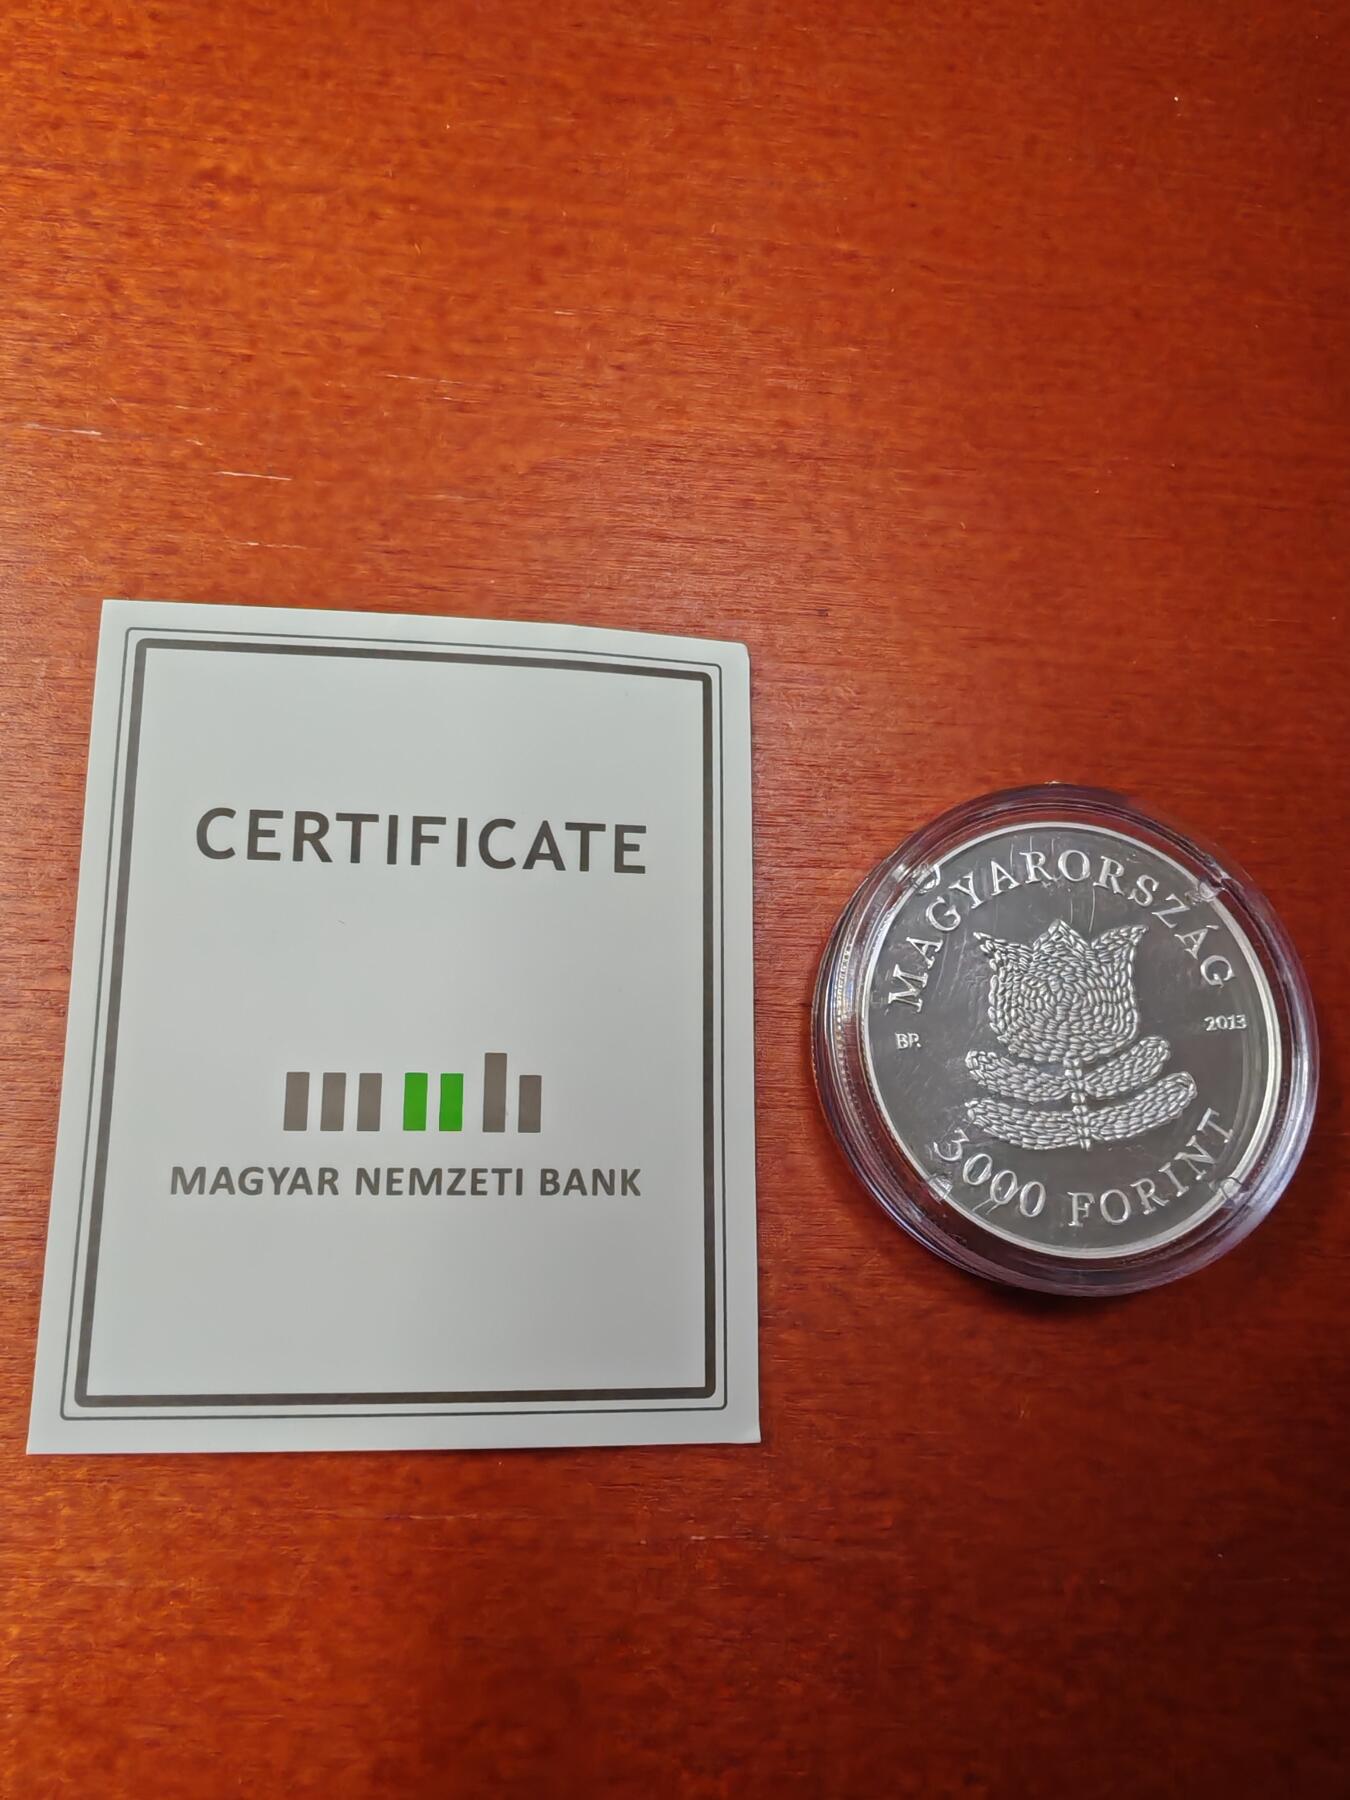 CERTIFICATE
MAGYAR NEMZETI BANK
MAGYARORSZÁG
BP.
2013
3000 FORINT